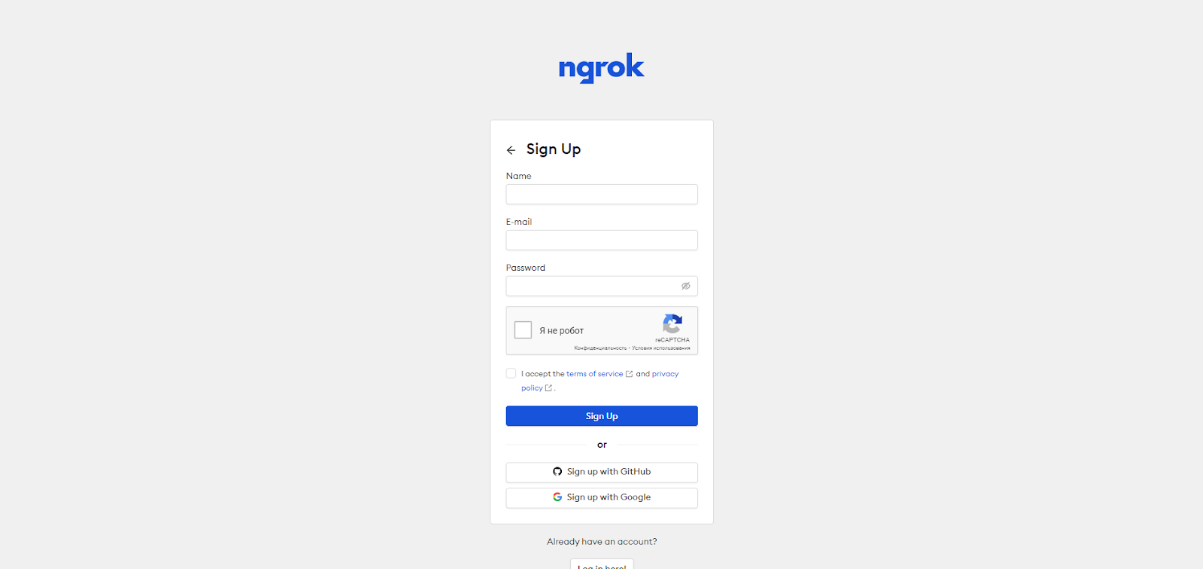 ngrok
Sign Up
Name
E-mail
Password
Я не робот
reCAPTCHA
Конфиденциальность - Условия использования
I accept the terms of service and privacy
policy .
Sign Up
or
Sign up with GitHub
Sign up with Google
Already have an account?
Log in here!